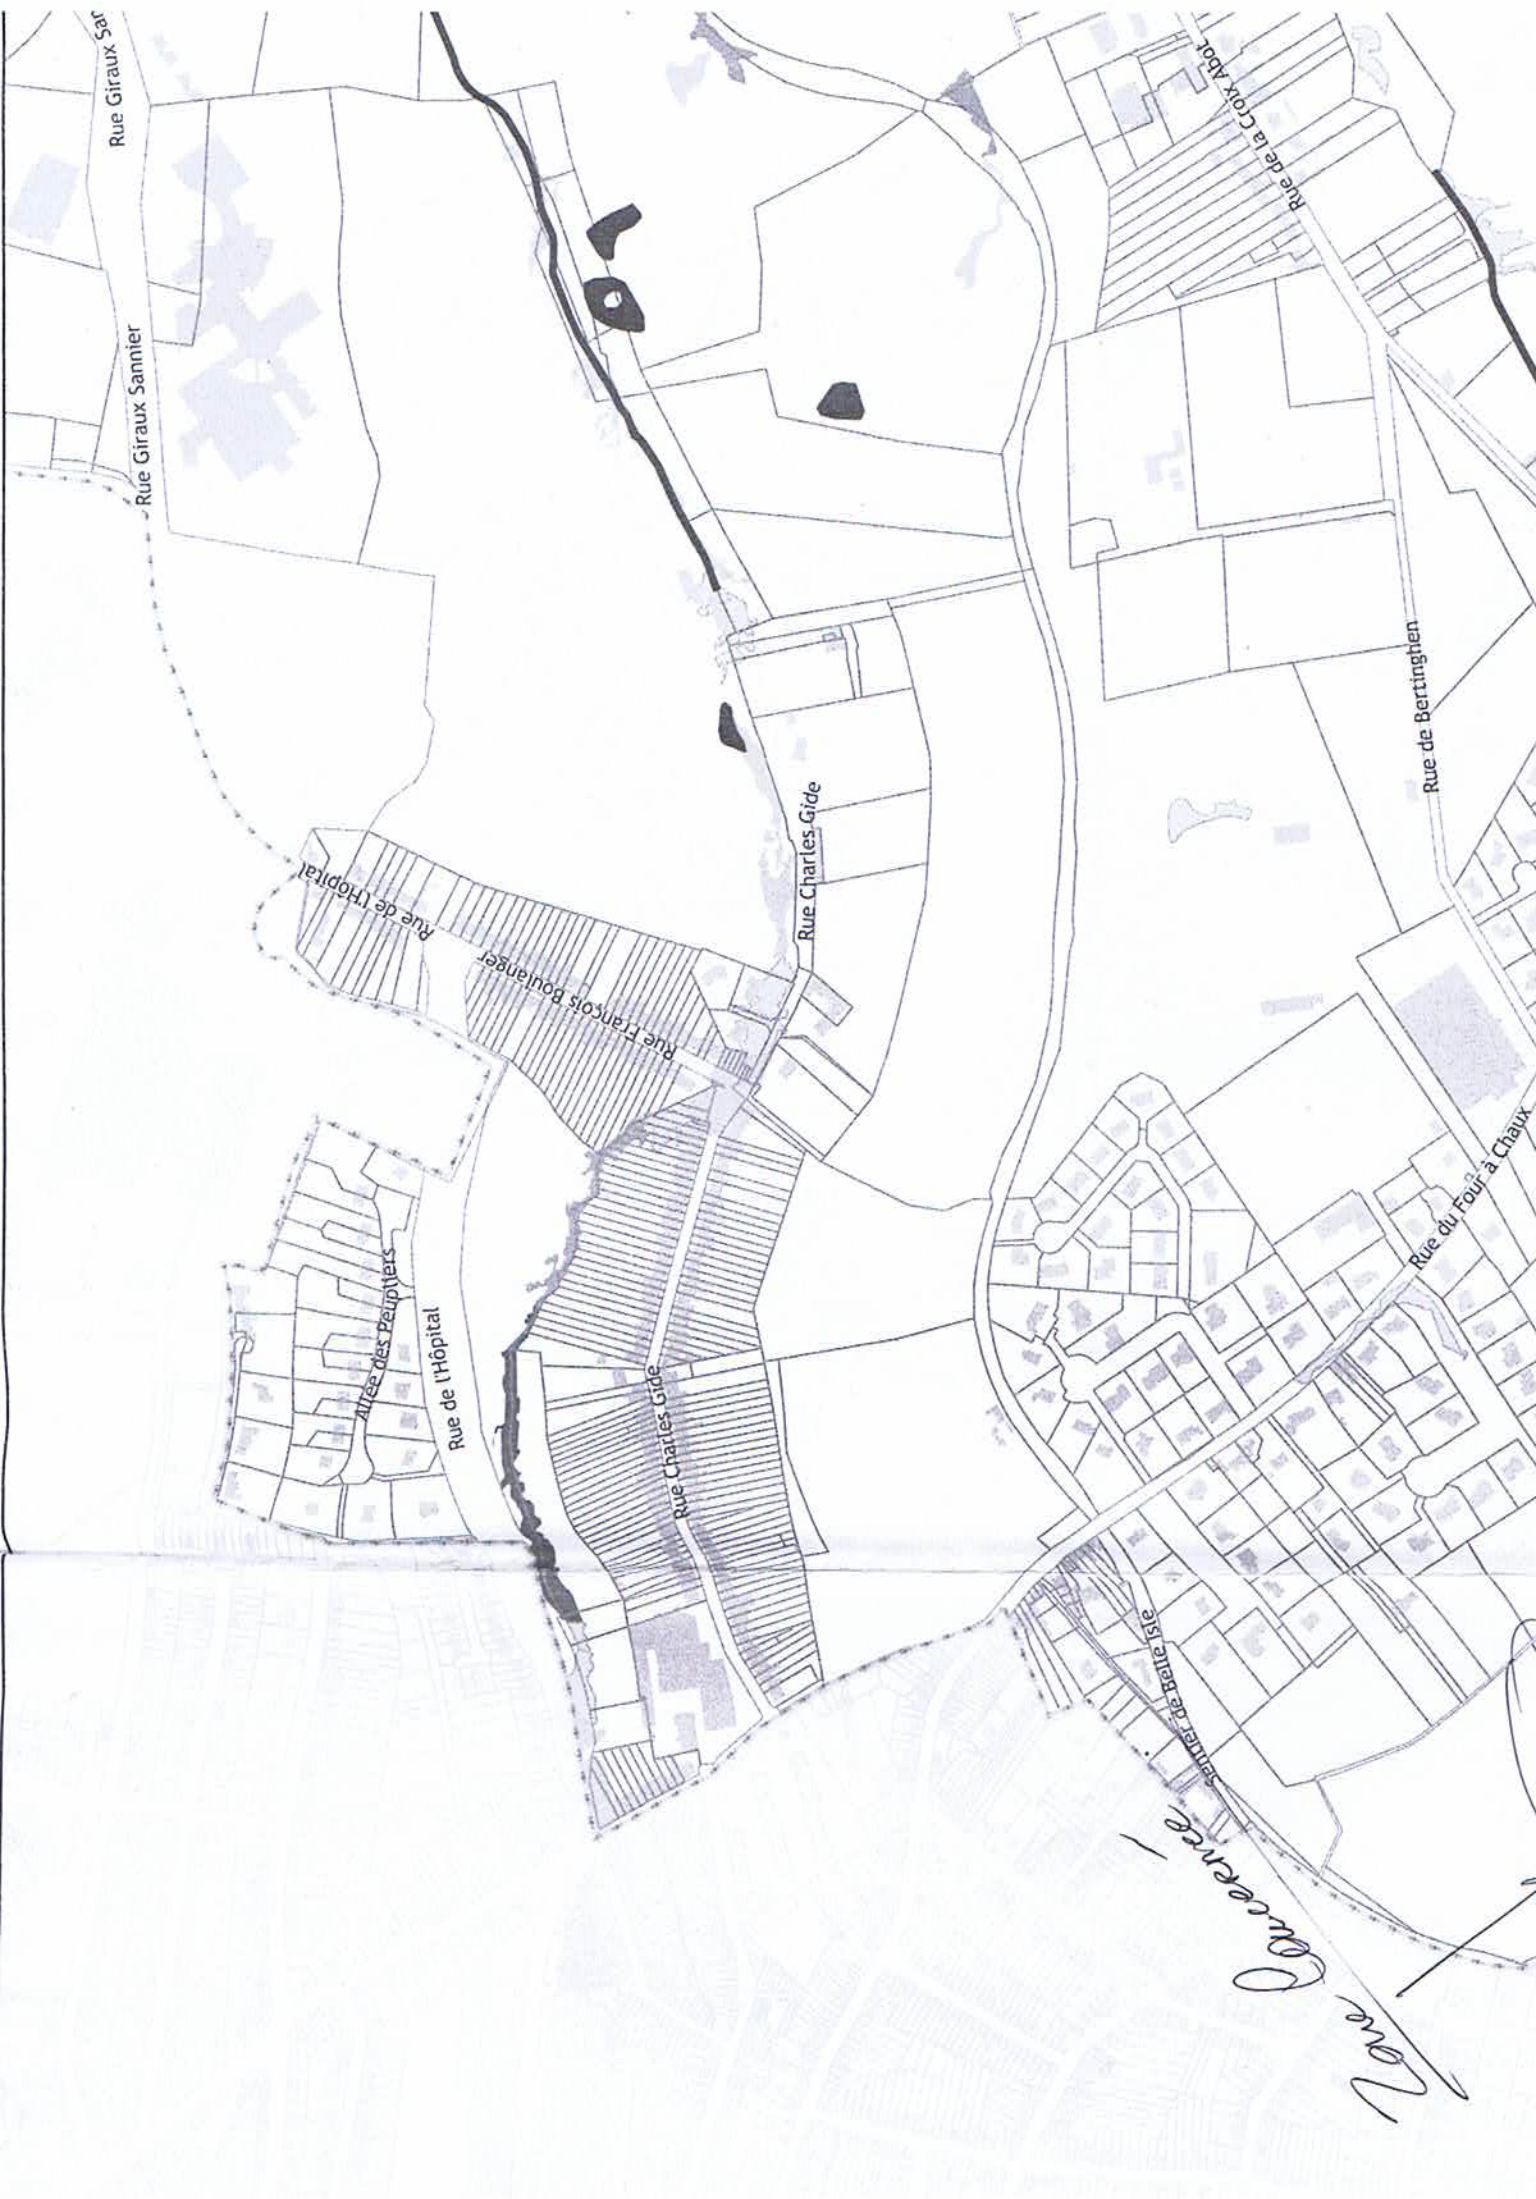 Rue Giraux San
Rue Giraux Sannier
Rue de la Croix Abot
Rue de Bertinghen
Rue Charles Gide
Rue de l'Hôpital
Rue François Boulanger
Rue du Four à Chaux
Allée des Peupliers
Rue de l'Hôpital
Rue Charles Gide
Sentier de Belle Isle
Zone Concernée